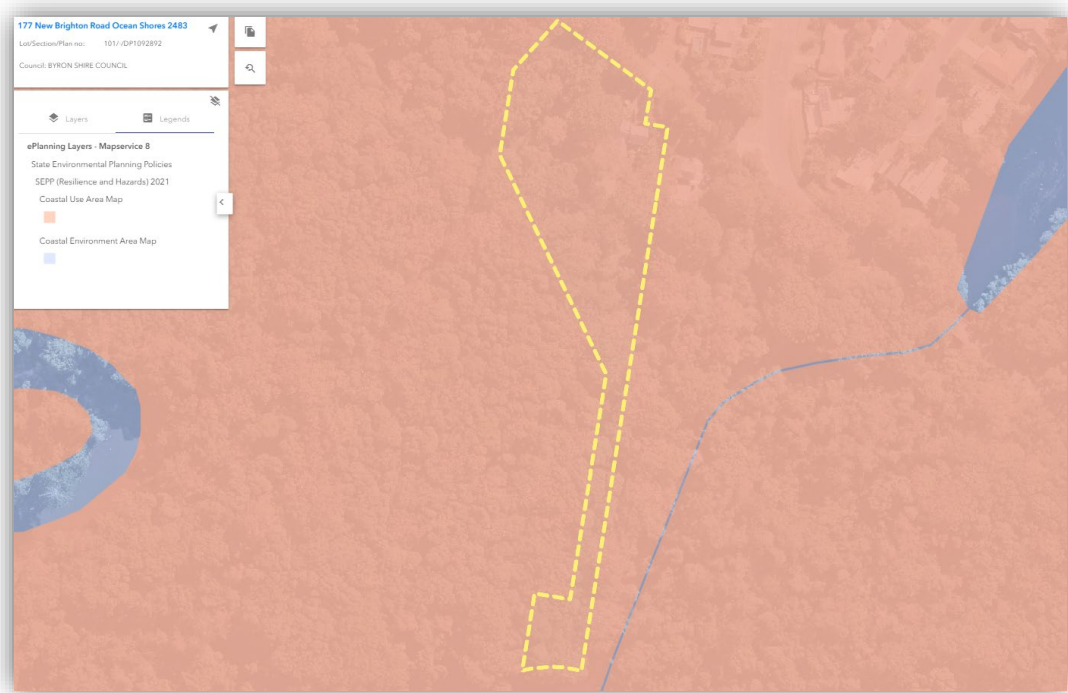 177 New Brighton Road Ocean Shores 2483
Lot/Section/Plan no: 101/-/DP1092892
Council: BYRON SHIRE COUNCIL
Layers Legends
ePlanning Layers - Mapservice 8
State Environmental Planning Policies
SEPP (Resilience and Hazards) 2021
Coastal Use Area Map
Coastal Environment Area Map